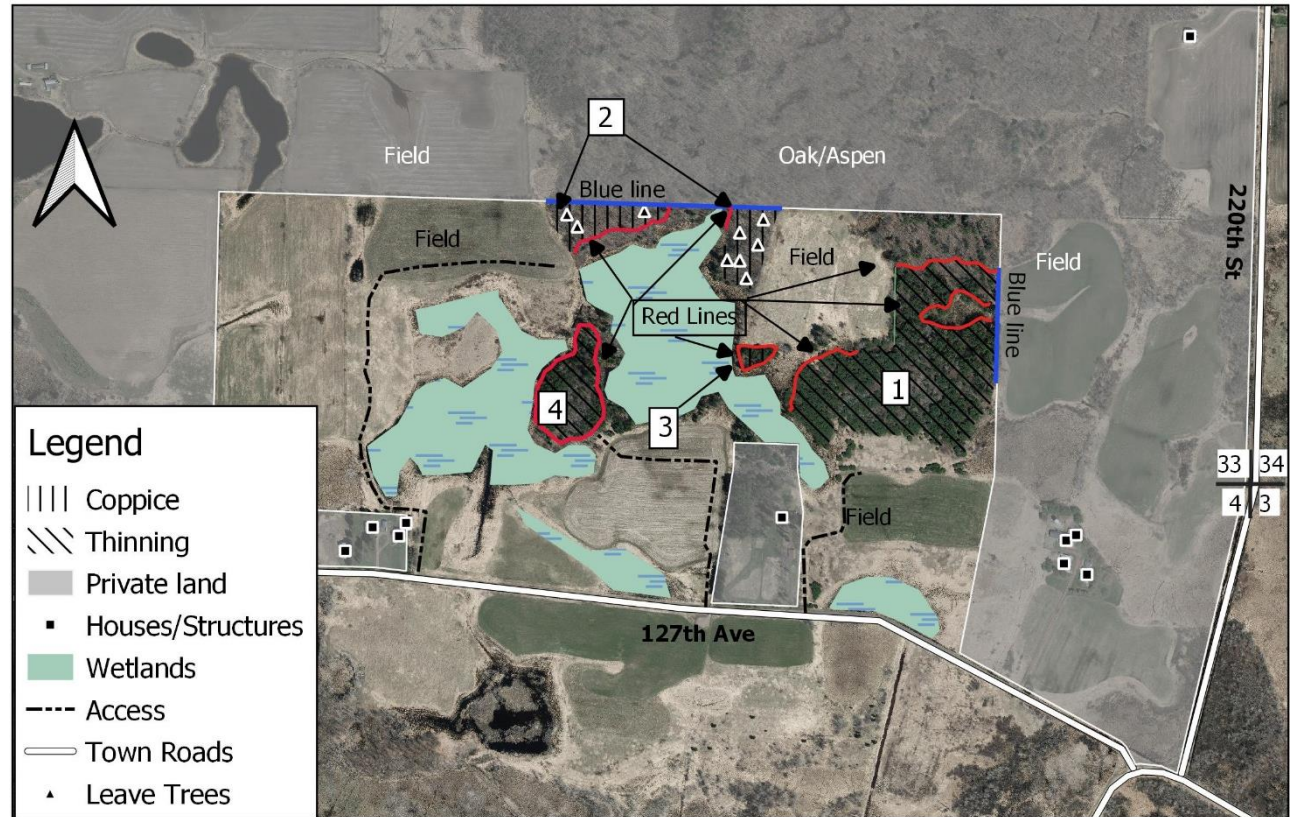 2
Field
Oak/Aspen
Blue line
220th St
Field
Field
Field
Blue line
Red Lines
1
4
3
33 34
4 3
Field
127th Ave
Legend
Coppice
Thinning
Private land
Houses/Structures
Wetlands
Access
Town Roads
Leave Trees